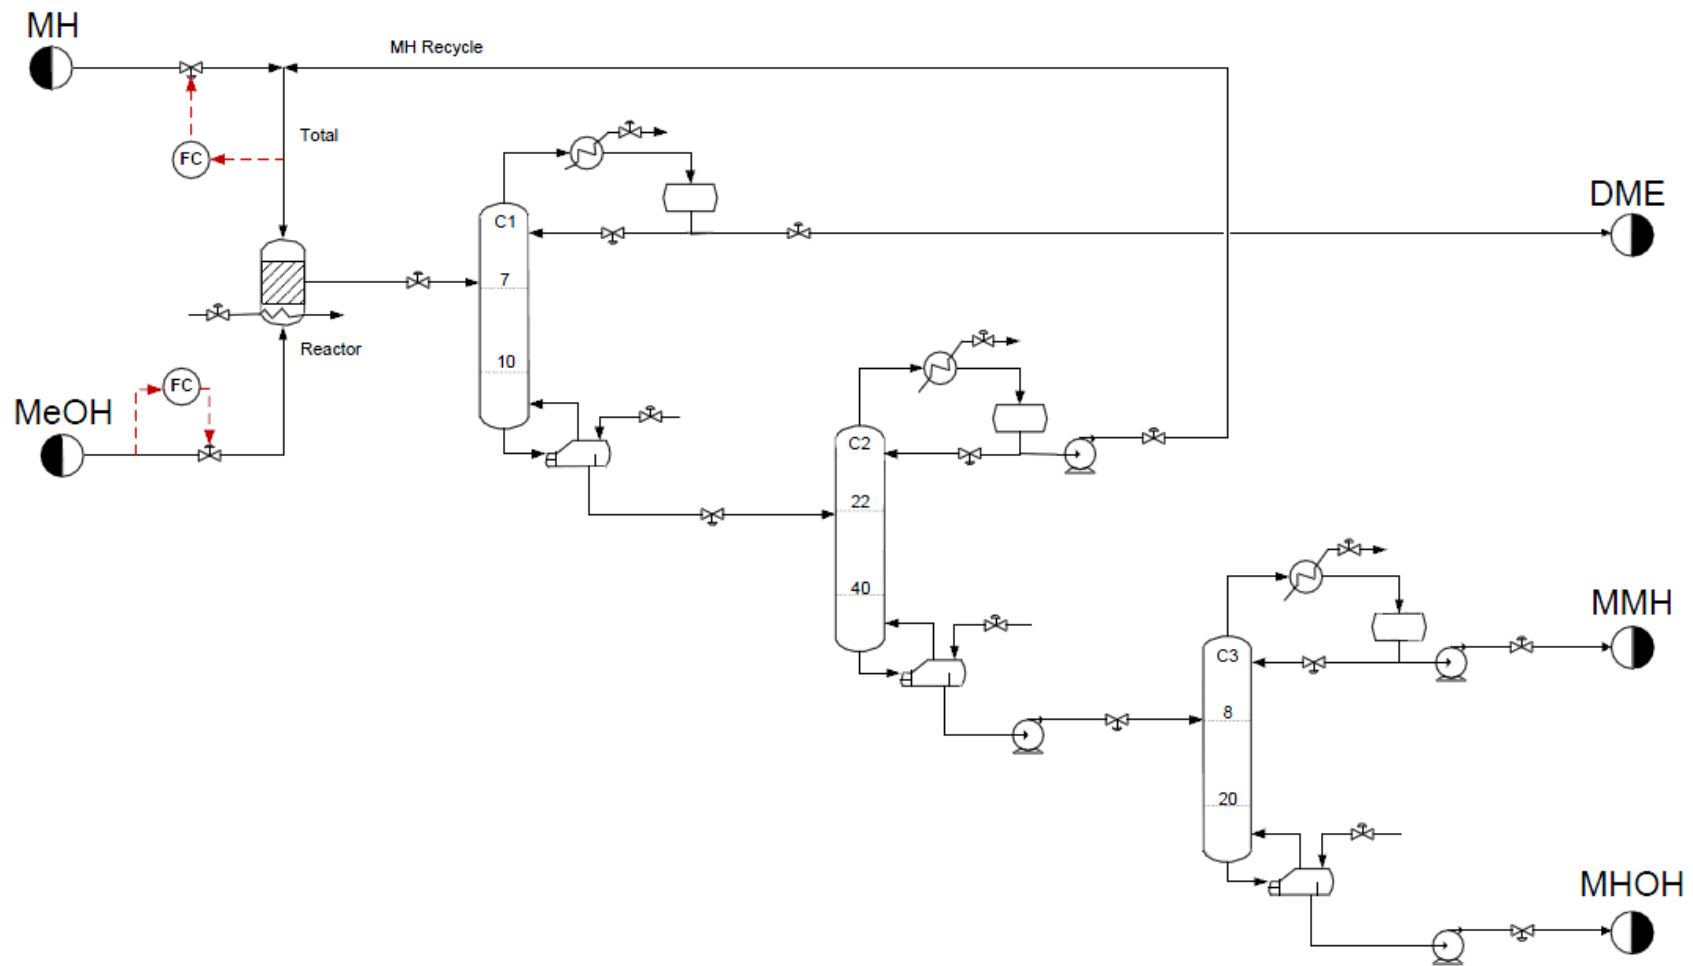 MH
MH Recycle
Total
FC
C1
DME
7
Reactor
10
FC
MeOH
C2
22
40
MMH
C3
8
20
MHOH